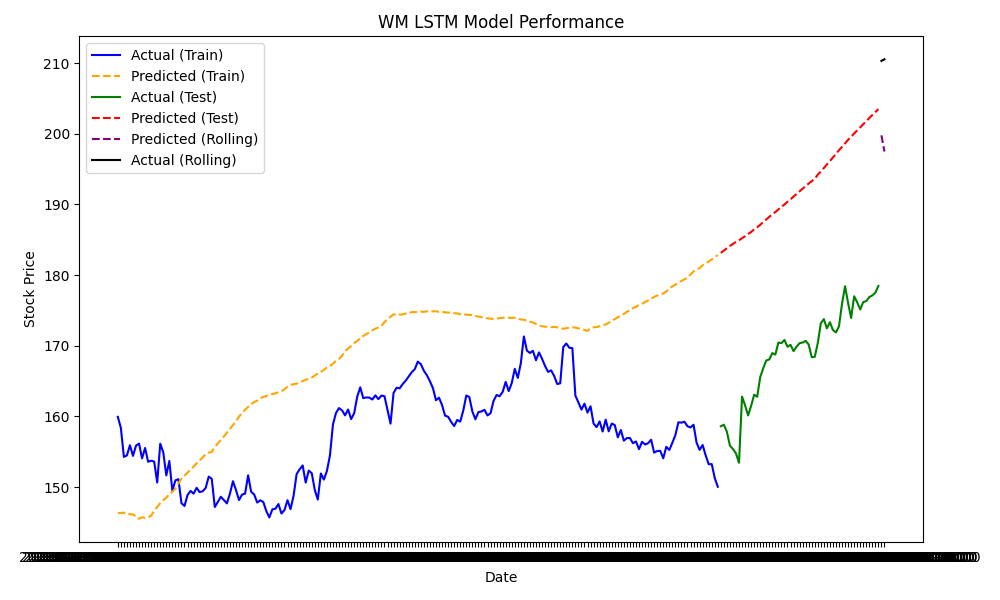 WM LSTM Model Performance
Actual (Train)
Predicted (Train)
Actual (Test)
Predicted (Test)
Predicted (Rolling)
Actual (Rolling)
210
200
190
180
170
160
150
Stock Price
Date